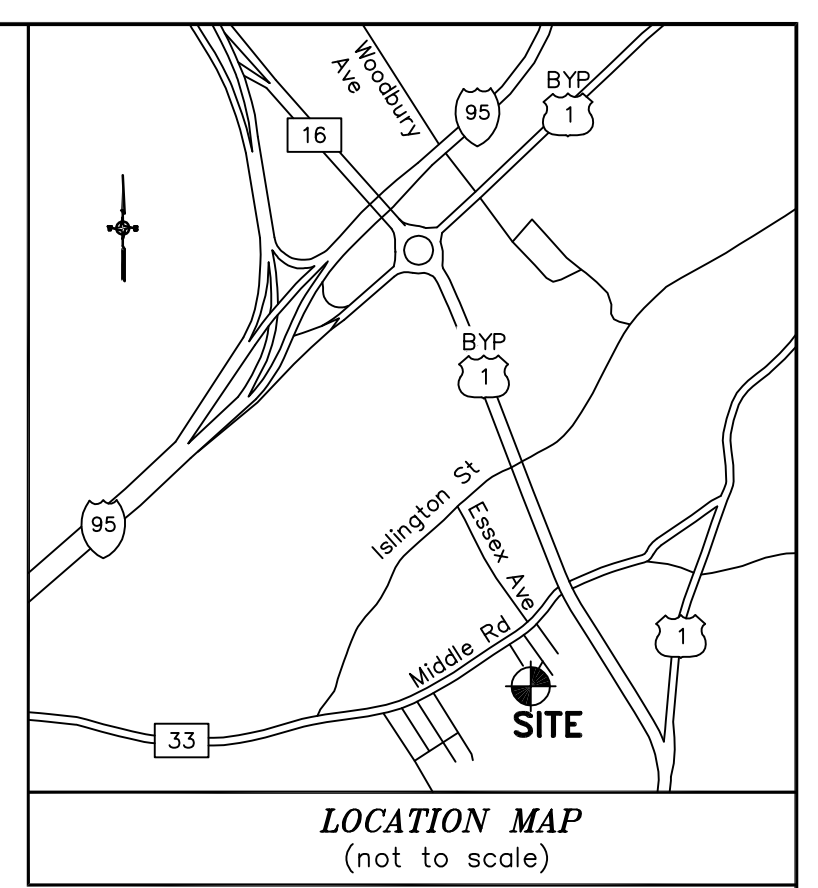 Woodbury
Ave
95
BYP
1
16
BYP
1
Islington St
Essex Ave
95
Middle Rd
1
SITE
33
LOCATION MAP
(not to scale)